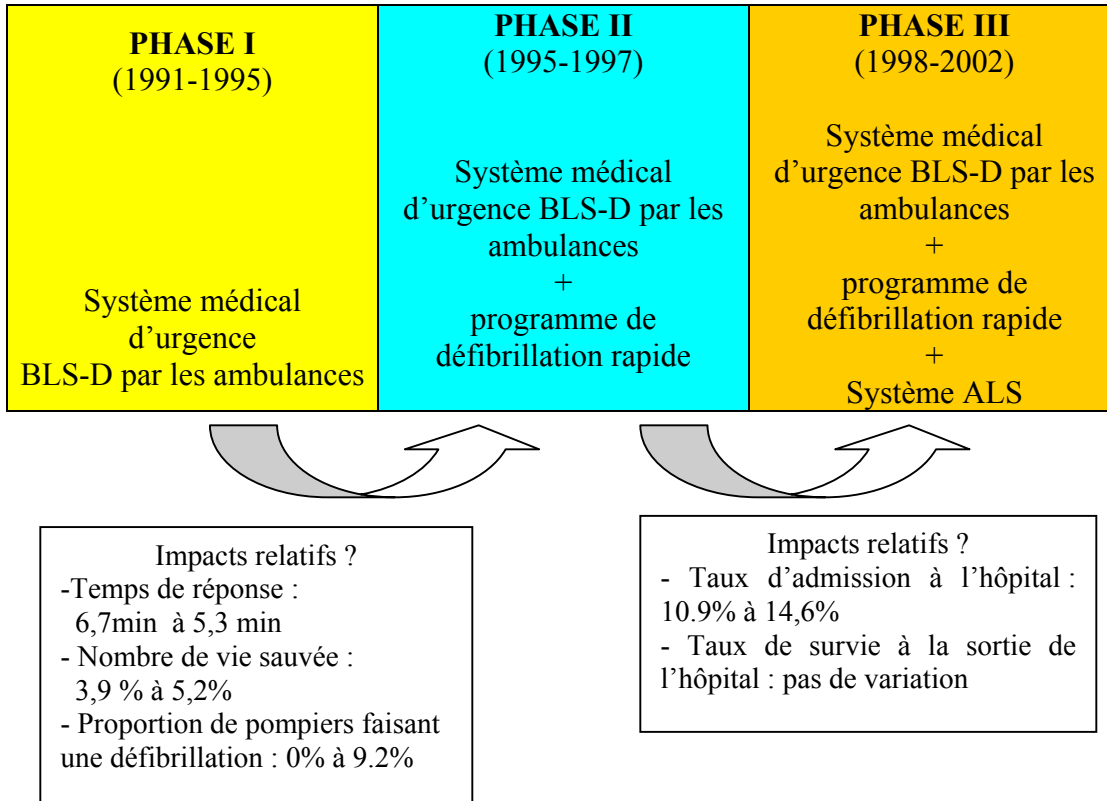 PHASE I
(1991-1995)
Système médical
d’urgence
BLS-D par les ambulances
PHASE II
(1995-1997)
Système médical
d’urgence BLS-D par les
ambulances
+
programme de
défibrillation rapide
PHASE III
(1998-2002)
Système médical
d’urgence BLS-D par les
ambulances
+
programme de
défibrillation rapide
+
Système ALS
Impacts relatifs ?
-Temps de réponse :
6,7min à 5,3 min
- Nombre de vie sauvée :
3,9 % à 5,2%
- Proportion de pompiers faisant
une défibrillation : 0% à 9.2%
Impacts relatifs ?
- Taux d’admission à l’hôpital :
10.9% à 14,6%
- Taux de survie à la sortie de
l’hôpital : pas de variation